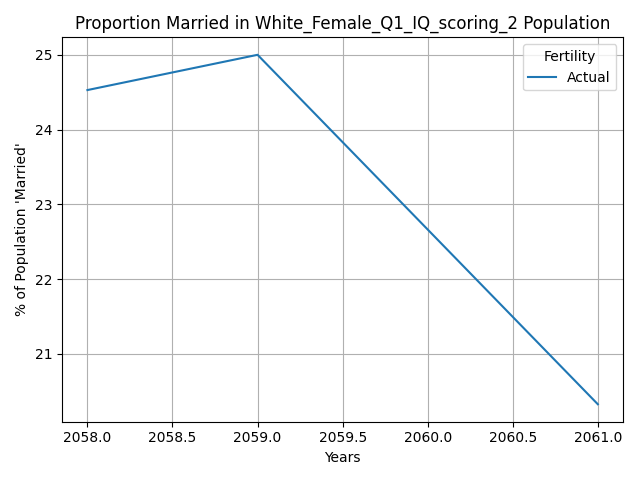 Proportion Married in White_Female_Q1_IQ_scoring_2 Population
Fertility
Actual
% of Population 'Married'
25
24
23
22
21
2058.0 2058.5 2059.0 2059.5 2060.0 2060.5 2061.0
Years